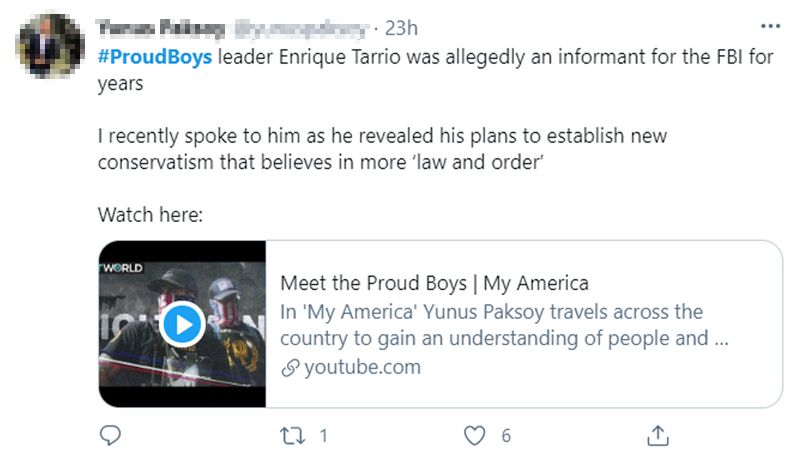 · 23h
#ProudBoys leader Enrique Tarrio was allegedly an informant for the FBI for
years
I recently spoke to him as he revealed his plans to establish new
conservatism that believes in more ‘law and order’
Watch here:
WORLD
Meet the Proud Boys | My America
In 'My America' Yunus Paksoy travels across the
country to gain an understanding of people and ...
youtube.com
1 6